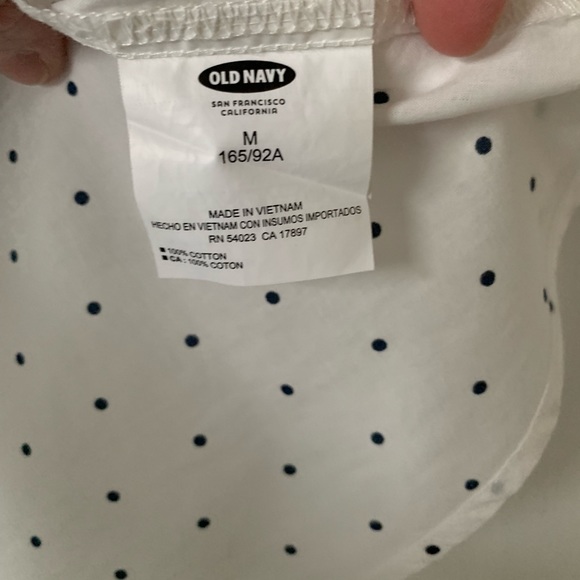 OLD NAVY
SAN FRANCISCO
CALIFORNIA
M
165/92A
MADE IN VIETNAM
HECHO EN VIETNAM CON INSUMOS IMPORTADOS
RN 54023 CA 17897
■ 100% COTTON
■ CA : 100% COTON